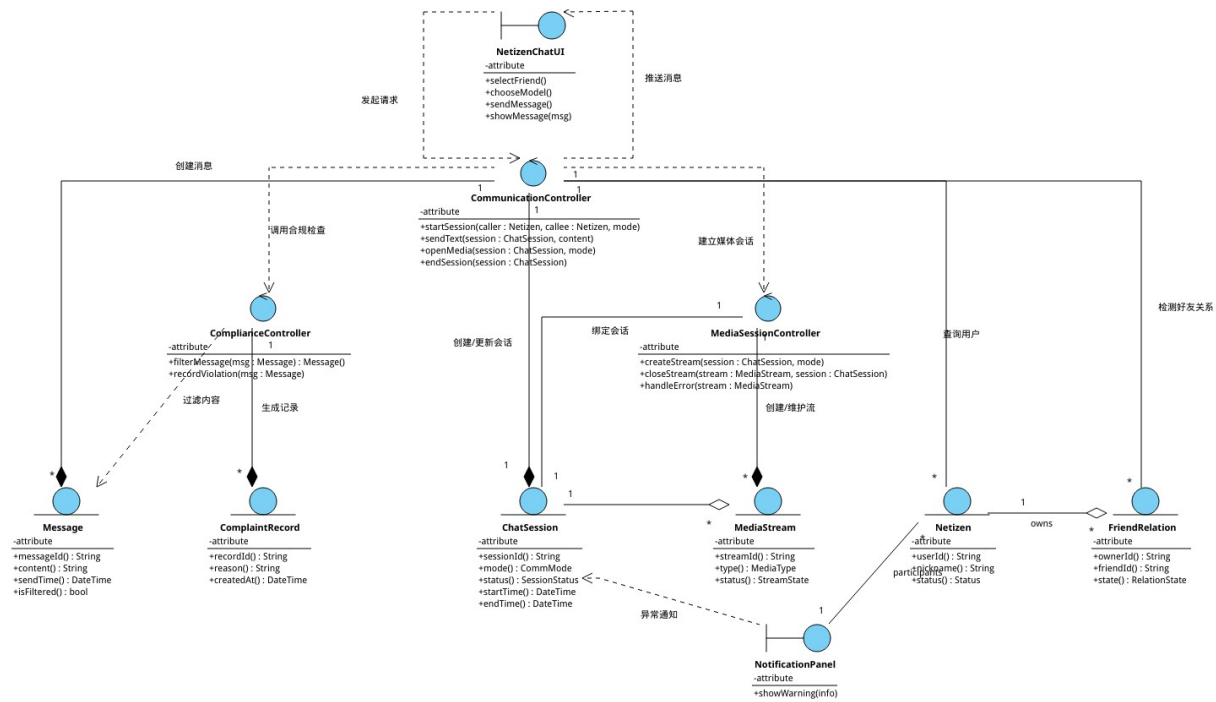 NetizenChatUI
-attribute
+selectFriend()
+chooseModel()
+sendMessage()
+showMessage(msg)
发起请求
推送消息
创建消息
1
1
1
CommunicationController
-attribute
1
+startSession(caller : Netizen, callee : Netizen, mode)
+sendText(session : ChatSession, content)
+openMedia(session : ChatSession, mode)
+endSession(session : ChatSession)
调用合规检查
建立媒体会话
ComplianceController
-attribute
1
+filterMessage(msg : Message) : Message()
+recordViolation(msg : Message)
过滤内容
生成记录
创建/更新会话
绑定会话
1
MediaSessionController
-attribute
1
+createStream(session : ChatSession, mode)
+closeStream(stream : MediaStream, session : ChatSession)
+handleError(stream : MediaStream)
创建/维护流
查询用户
检测好友关系
*
*
1
1
*
*
*
Message
-attribute
+messageId() : String
+content() : String
+sendTime() : DateTime
+isFiltered() : bool
ComplaintRecord
-attribute
+recordId() : String
+reason() : String
+createdAt() : DateTime
1
*
ChatSession
-attribute
+sessionId() : String
+mode() : CommMode
+status() : SessionStatus
+startTime() : DateTime
+endTime() : DateTime
MediaStream
-attribute
+streamId() : String
+type() : MediaType
+status() : StreamState
1
owns
*
Netizen
-attribute
*
+userId() : String
+nickname() : String
+status() : Status
participants
FriendRelation
-attribute
+ownerId() : String
+friendId() : String
+state() : RelationState
异常通知
1
NotificationPanel
-attribute
+showWarning(info)